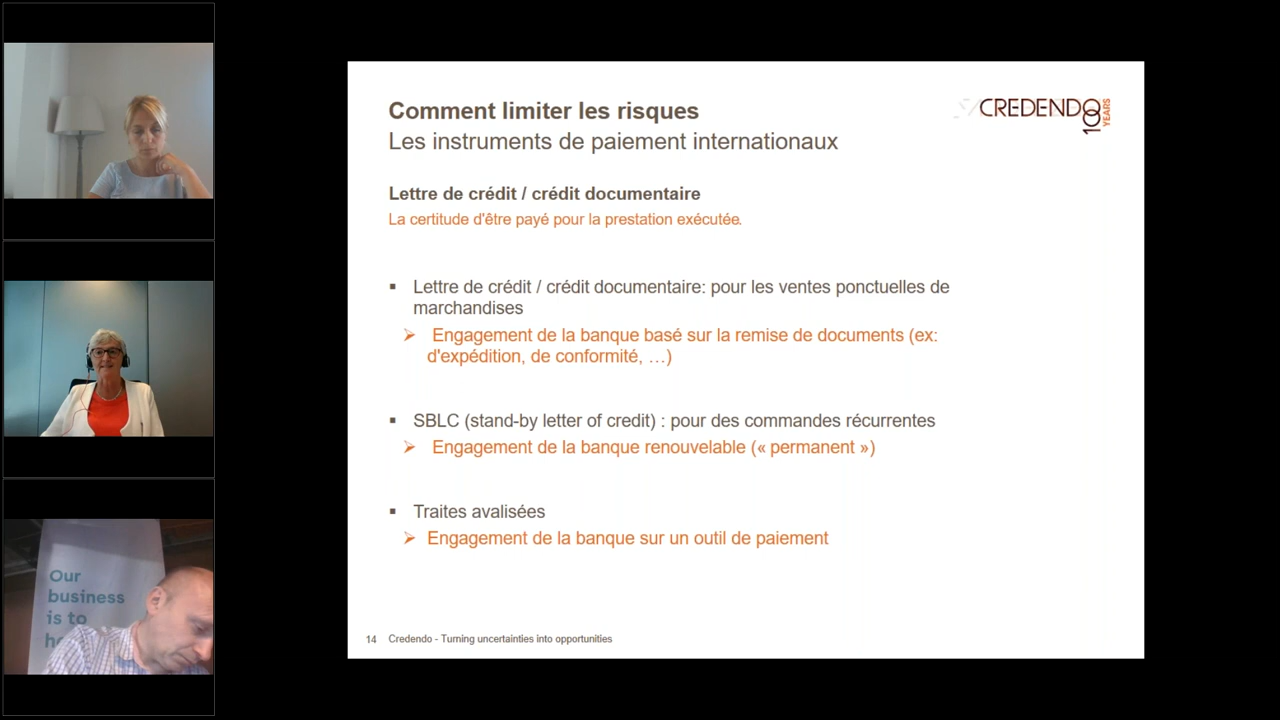 Comment limiter les risques
Les instruments de paiement internationaux
CREDENDO
100 YEARS
Lettre de crédit / crédit documentaire
La certitude d'être payé pour la prestation exécutée.
▪ Lettre de crédit / crédit documentaire: pour les ventes ponctuelles de
marchandises
➢ Engagement de la banque basé sur la remise de documents (ex:
d'expédition, de conformité, …)
▪ SBLC (stand-by letter of credit) : pour des commandes récurrentes
➢ Engagement de la banque renouvelable (« permanent »)
▪ Traites avalisées
➢ Engagement de la banque sur un outil de paiement
14 Credendo - Turning uncertainties into opportunities
Our
business
is to